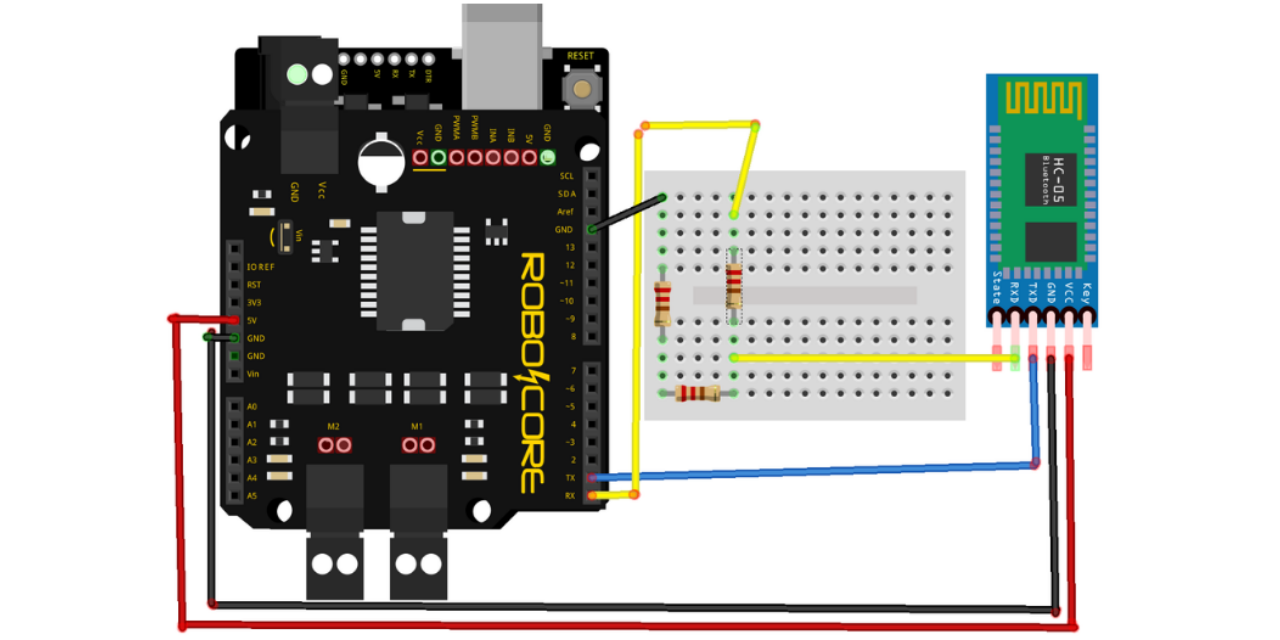 RESET
GND
5V
RX
TX
DTR
Vcc
GND
PWMA
PWMB
INA
INB
5V
GND
SCL
SDA
Aref
GND
13
12
~11
~10
~9
8
7
~6
~5
4
~3
2
TX
RX
GND
Vcc
Vin
IOREF
RST
3V3
5V
GND
GND
Vin
A0
A1
A2
A3
A4
A5
M2
M1
ROBOCORE
HC-05
Bluetooth
State
RXD
TXD
GND
VCC
Key